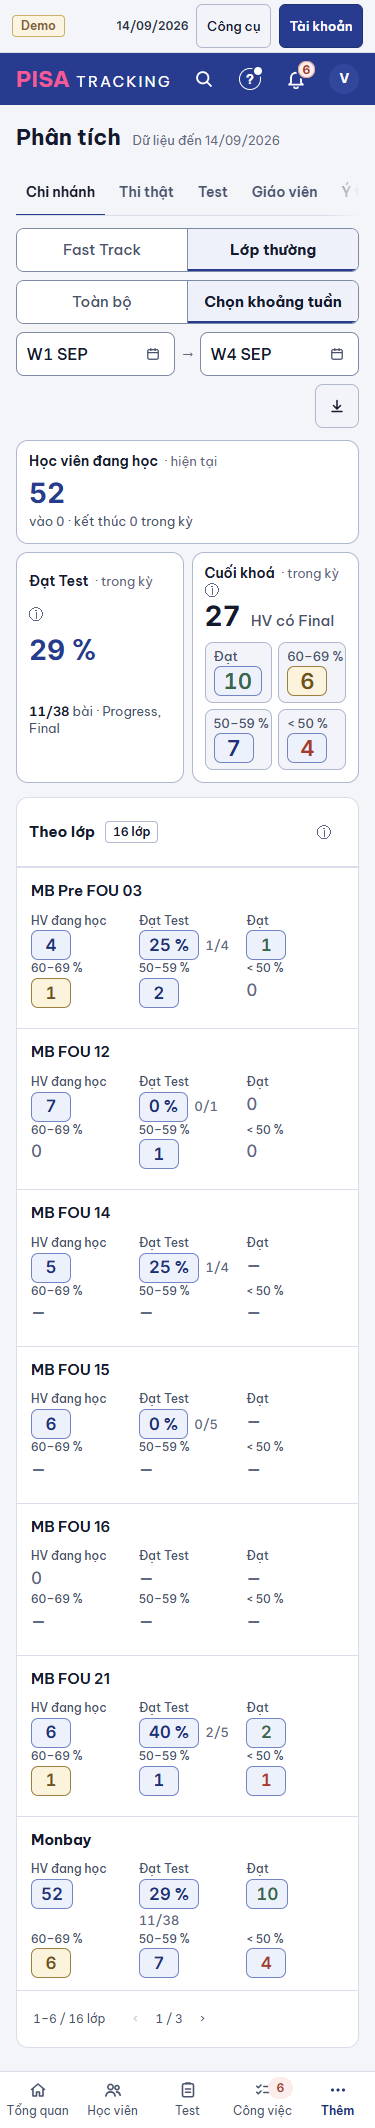 Demo 14/09/2026 Công cụ Tài khoản
PISA TRACKING ? 6 V
Phân tích Dữ liệu đến 14/09/2026
Chi nhánh Thi thật Test Giáo viên Ý
Fast Track Lớp thường
Toàn bộ Chọn khoảng tuần
W1 SEP → W4 SEP
Học viên đang học · hiện tại
52
vào 0 · kết thúc 0 trong kỳ
Đạt Test · trong kỳ
29 %
11/38 bài · Progress,
Final
Cuối khoá · trong kỳ
27 HV có Final
Đạt 60–69 %
10 6
50–59 % < 50 %
7 4
Theo lớp 16 lớp
MB Pre FOU 03
HV đang học Đạt Test Đạt
4 25 % 1/4 1
60–69 % 50–59 % < 50 %
1 2 0
MB FOU 12
HV đang học Đạt Test Đạt
7 0 % 0/1 0
60–69 % 50–59 % < 50 %
0 1 0
MB FOU 14
HV đang học Đạt Test Đạt
5 25 % 1/4 –
60–69 % 50–59 % < 50 %
– – –
MB FOU 15
HV đang học Đạt Test Đạt
6 0 % 0/5 –
60–69 % 50–59 % < 50 %
– – –
MB FOU 16
HV đang học Đạt Test Đạt
0 – –
60–69 % 50–59 % < 50 %
– – –
MB FOU 21
HV đang học Đạt Test Đạt
6 40 % 2/5 2
60–69 % 50–59 % < 50 %
1 1 1
Monbay
HV đang học Đạt Test Đạt
52 29 % 10
11/38
60–69 % 50–59 % < 50 %
6 7 4
1–6 / 16 lớp ‹ 1 / 3 ›
6
Tổng quan Học viên Test Công việc Thêm